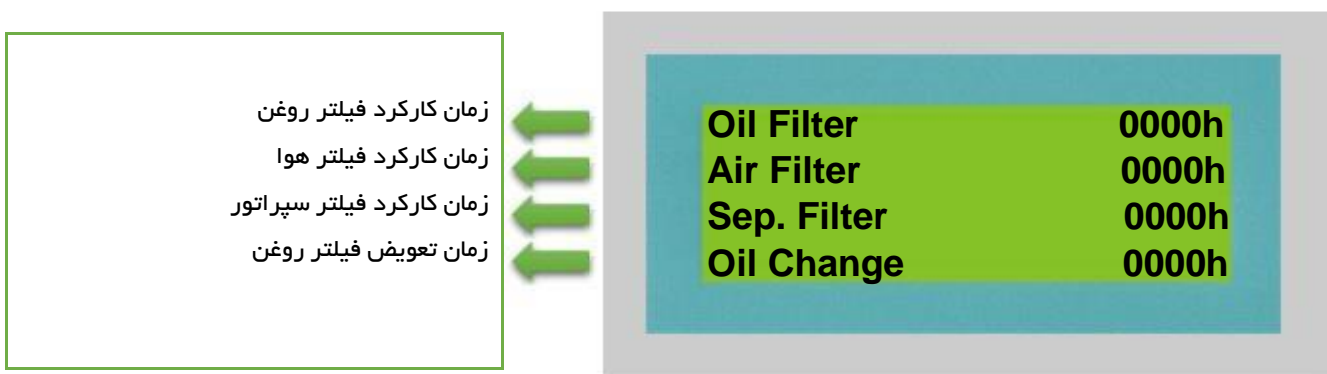 زمان کارکرد فیلتر روغن
زمان کارکرد فیلتر هوا
زمان کارکرد فیلتر سپراتور
زمان تعویض فیلتر روغن
Oil Filter 0000h
Air Filter 0000h
Sep. Filter 0000h
Oil Change 0000h